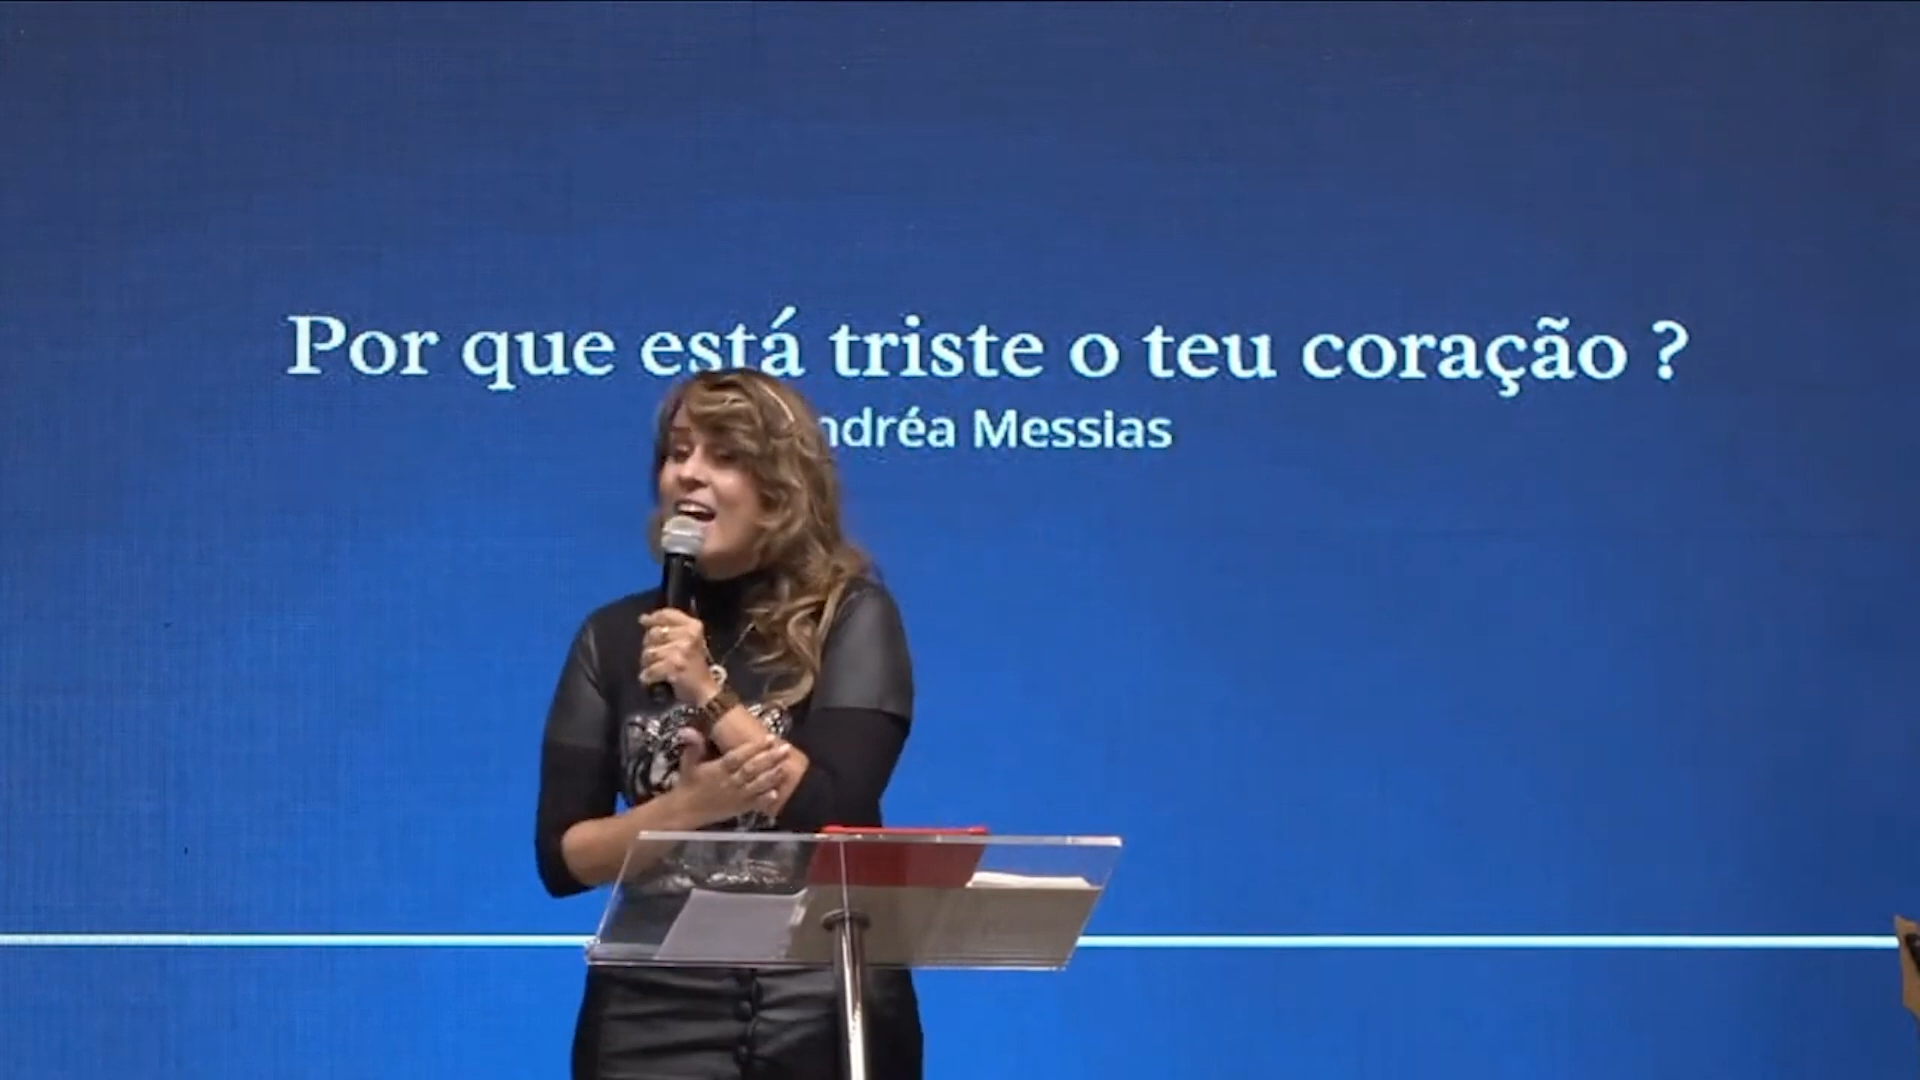 Por que está triste o teu coração ?
ndréa Messias